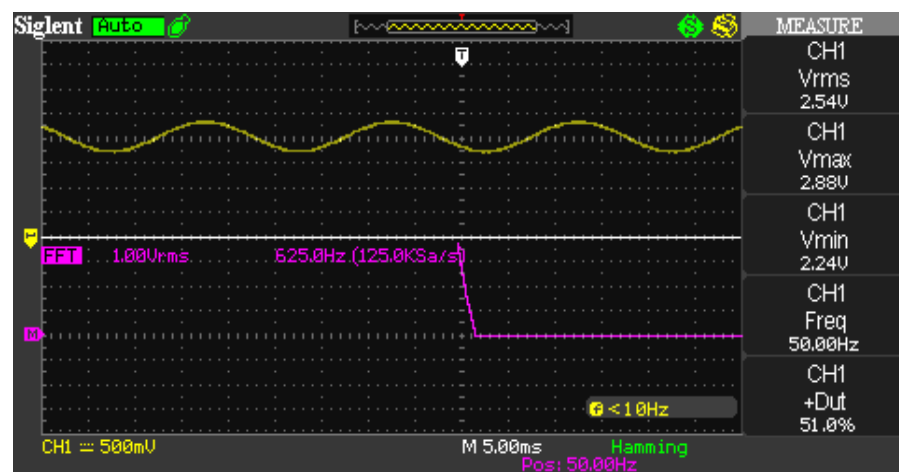 Siglent Auto MEASURE
T
CH1
Vrms
2.54V
CH1
Vmax
2.88V
CH1
Vmin
2.24V
FFT 1.00Vrms 625.0Hz (125.0KSa/s)
CH1
Freq
50.00Hz
M
CH1
+Dut
51.0%
f <10Hz
CH1 500mV M 5.00ms Hamming
Pos: 50.00Hz